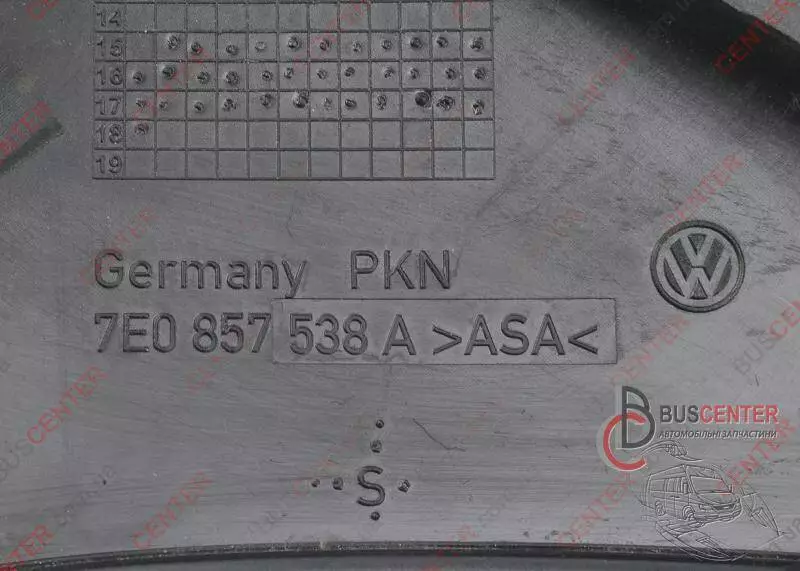 14
15
16
17
18
19
Germany PKN
7E0 857 538 A >ASA<
BUSCENTER
АВТОМОБІЛЬНІ ЗАПЧАСТИНИ
S